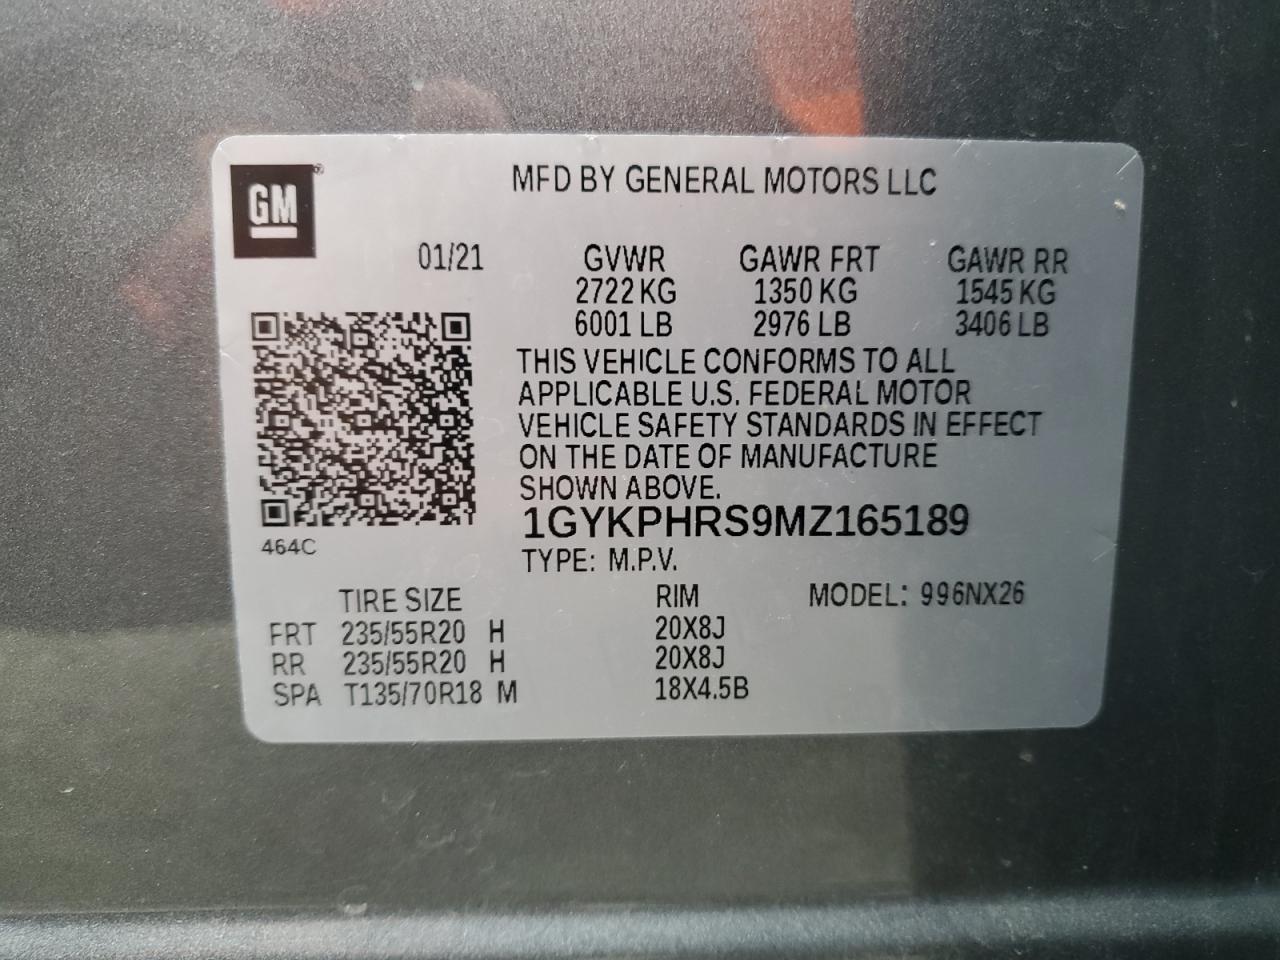 GM
MFD BY GENERAL MOTORS LLC
01/21 GVWR GAWR FRT GAWR RR
2722 KG 1350 KG 1545 KG
6001 LB 2976 LB 3406 LB
THIS VEHICLE CONFORMS TO ALL
APPLICABLE U.S. FEDERAL MOTOR
VEHICLE SAFETY STANDARDS IN EFFECT
ON THE DATE OF MANUFACTURE
SHOWN ABOVE.
1GYKPHRS9MZ165189
464C
TYPE: M.P.V.
TIRE SIZE RIM MODEL: 996NX26
FRT 235/55R20 H 20X8J
RR 235/55R20 H 20X8J
SPA T135/70R18 M 18X4.5B